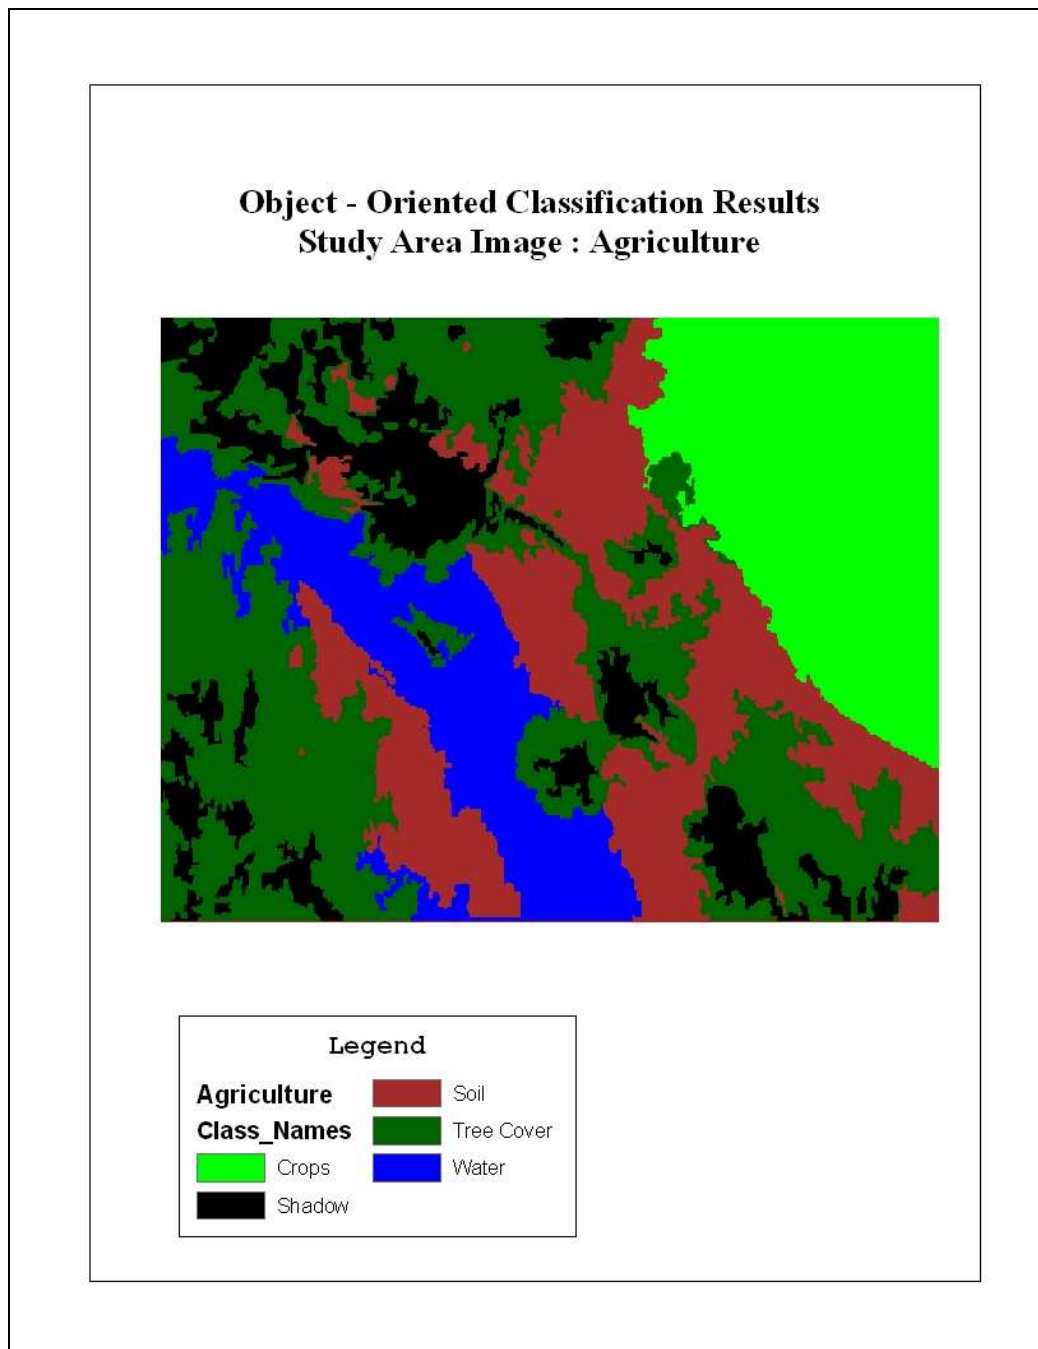 Object - Oriented Classification Results
Study Area Image : Agriculture
Legend
Agriculture
Class_Names
Crops
Shadow
Soil
Tree Cover
Water